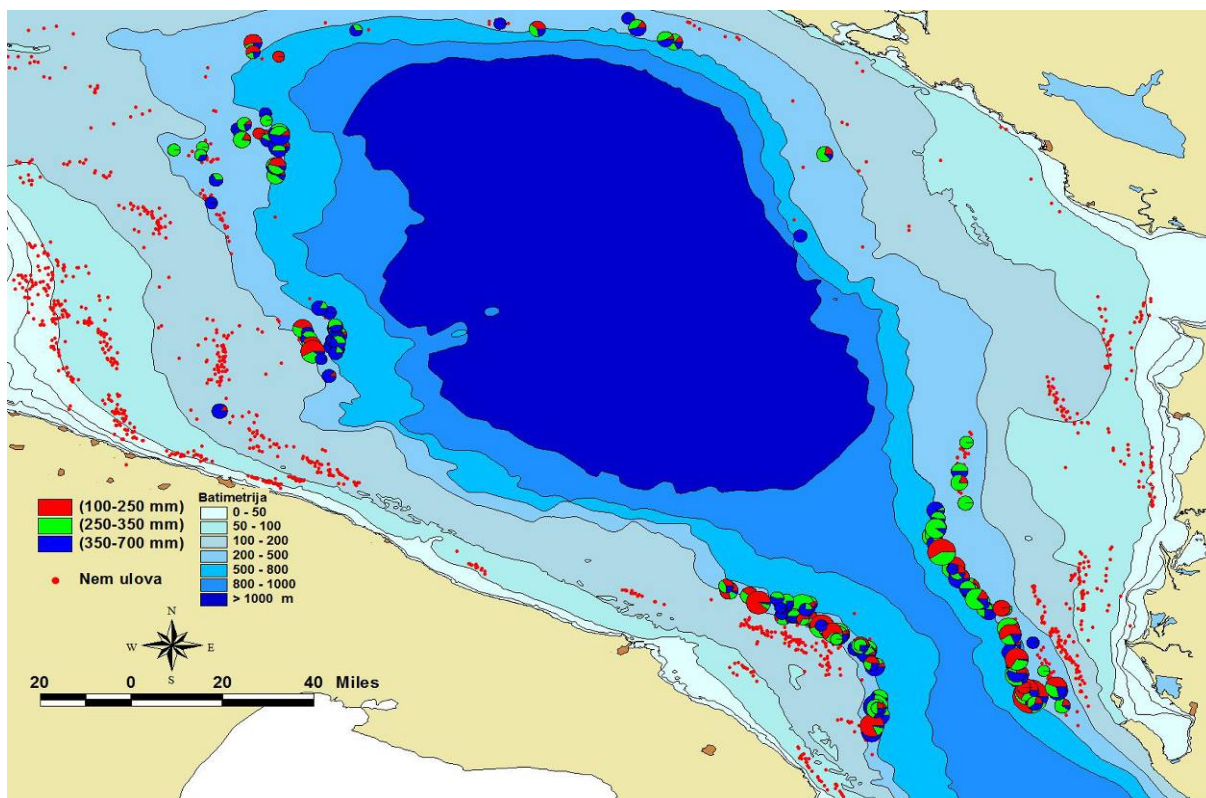 (100-250 mm)
(250-350 mm)
(350-700 mm)
Nem ulova
Batimetrija
0 - 50
50 - 100
100 - 200
200 - 500
500 - 800
800 - 1000
> 1000 m
N
W E
S
20 0 20 40 Miles